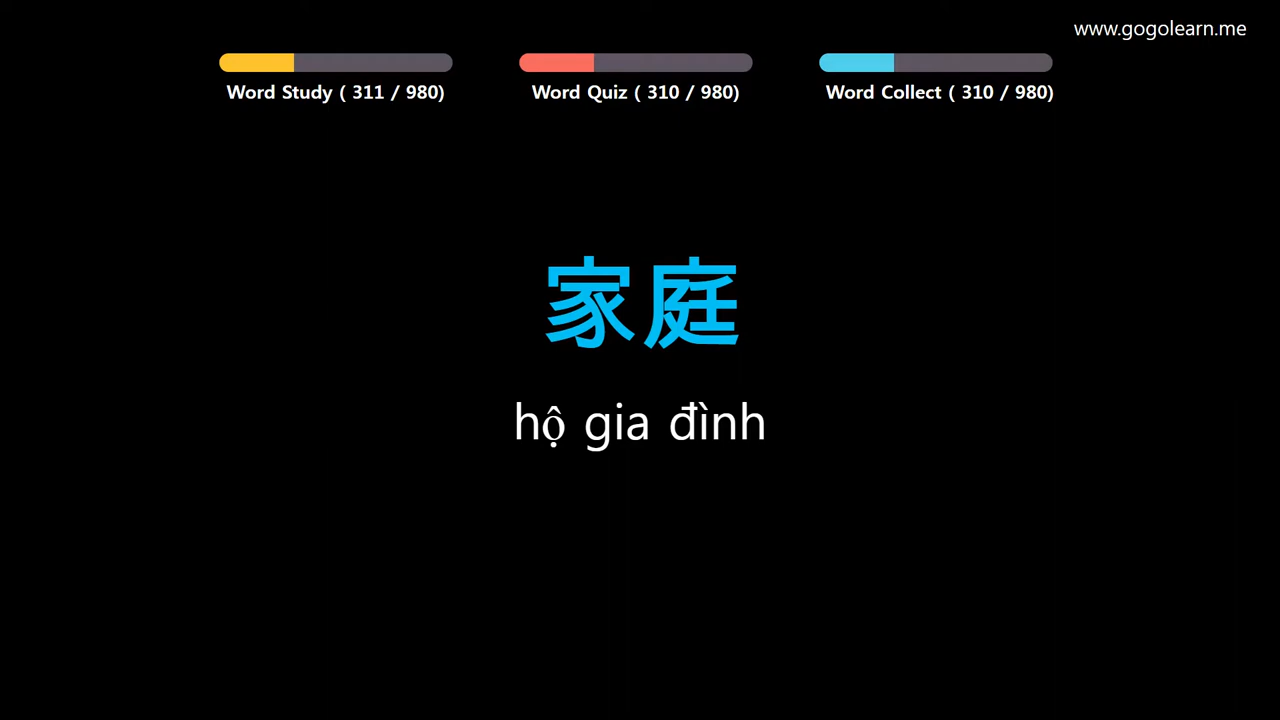 www.gogolearn.me
Word Study ( 311 / 980)
Word Quiz ( 310 / 980)
Word Collect ( 310 / 980)
家庭
hộ gia đình